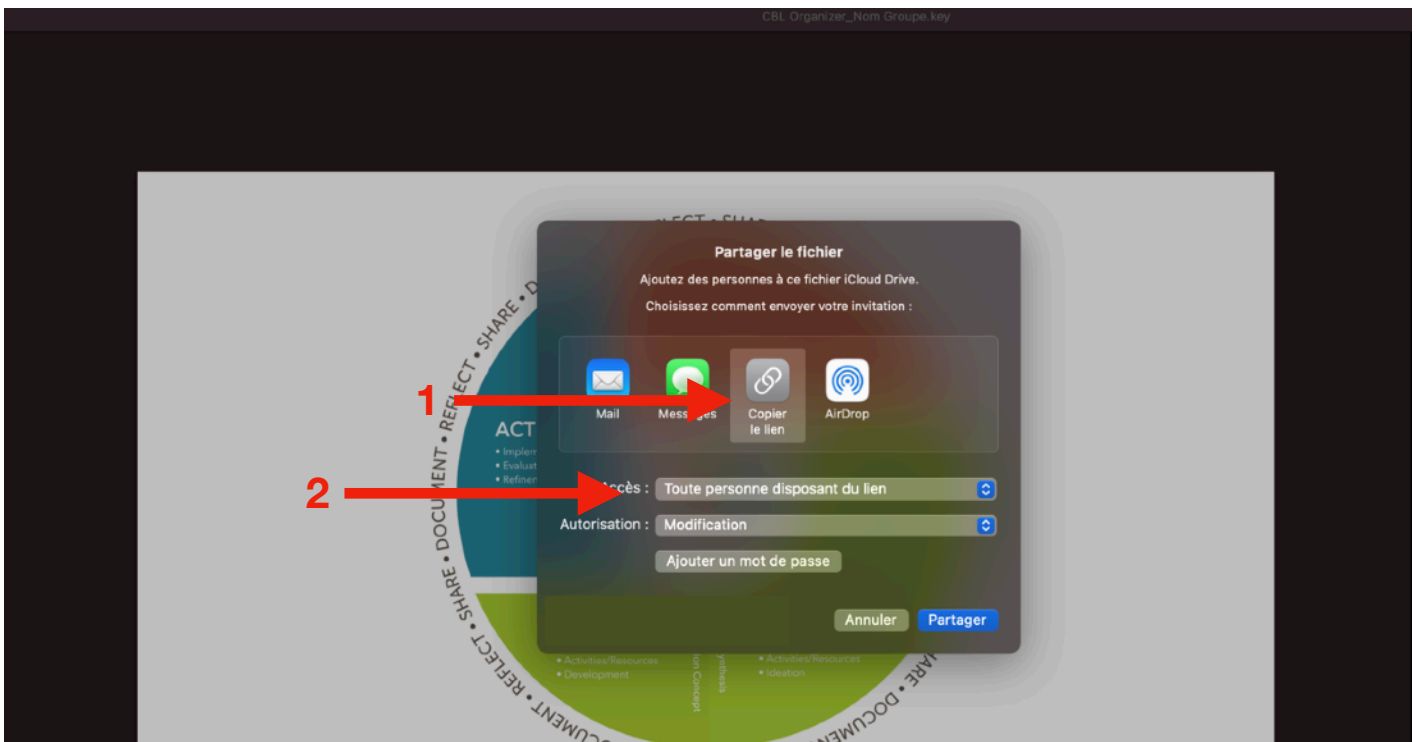 CBL Organizer_Nom Groupe.key
Partager le fichier
Ajoutez des personnes à ce fichier iCloud Drive.
Choisissez comment envoyer votre invitation :
Mail
Messages
Copier
le lien
AirDrop
1
2
Accès :
Toute personne disposant du lien
Autorisation :
Modification
Ajouter un mot de passe
Annuler
Partager
SHARE • DOCUMENT • REFLECT • SHARE • DOCUMENT • REFLECT • SHARE •
ACT
• Activities/Resources
• Development
• Activities/Resources
• Ideation